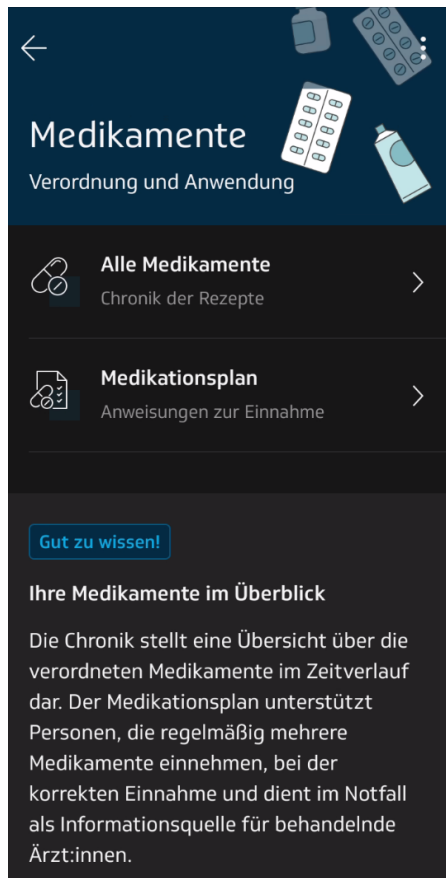 Medikamente
Verordnung und Anwendung
Alle Medikamente
Chronik der Rezepte
Medikationsplan
Anweisungen zur Einnahme
Gut zu wissen!
Ihre Medikamente im Überblick
Die Chronik stellt eine Übersicht über die
verordneten Medikamente im Zeitverlauf
dar. Der Medikationsplan unterstützt
Personen, die regelmäßig mehrere
Medikamente einnehmen, bei der
korrekten Einnahme und dient im Notfall
als Informationsquelle für behandelnde
Ärzt:innen.